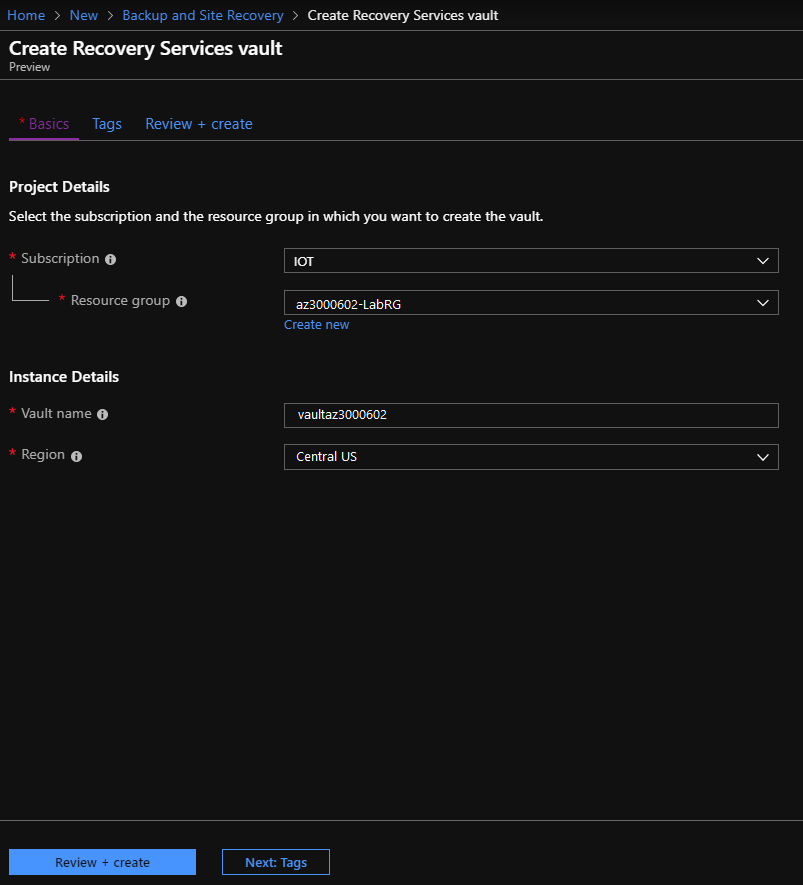 Home > New > Backup and Site Recovery > Create Recovery Services vault
Create Recovery Services vault
Preview
* Basics Tags Review + create
Project Details
Select the subscription and the resource group in which you want to create the vault.
* Subscription IOT
* Resource group az3000602-LabRG
Create new
Instance Details
* Vault name vaultaz3000602
* Region Central US
Review + create Next: Tags